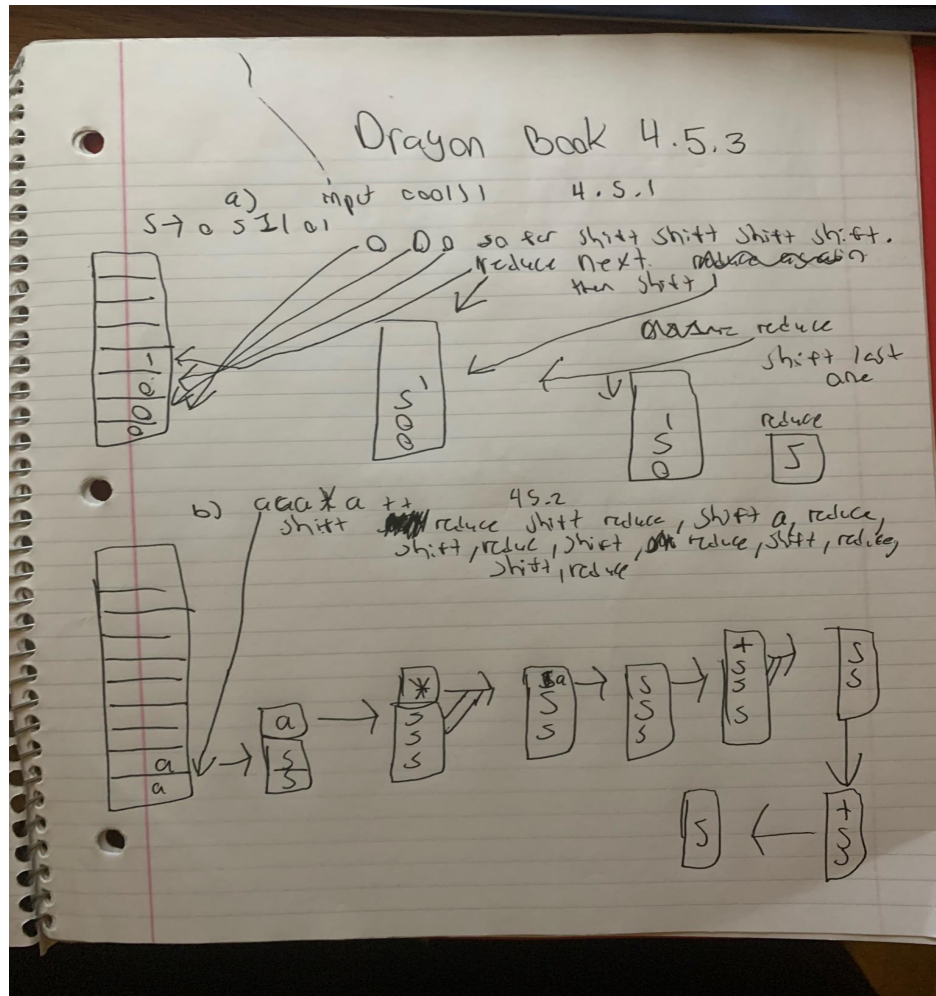 Dragon Book 4.5.3
a) input 000111 4.5.1
S → 0 S 1 | 01
0 0 0 so far shift shift shift shift.
reduce next.
then shift
reduce
shift last
one
1
0
0
0
1
S
0
0
1
S
0
reduce
S
b) aaa*a++ 4.5.2
shift reduce shift reduce, shift a, reduce,
shift, reduc, shift, reduce, shift, reduce,
shift, reduce
a
a
a
S
S
*
S
S
S
a
S
S
S
S
S
+
S
S
S
S
S
+
S
S
S